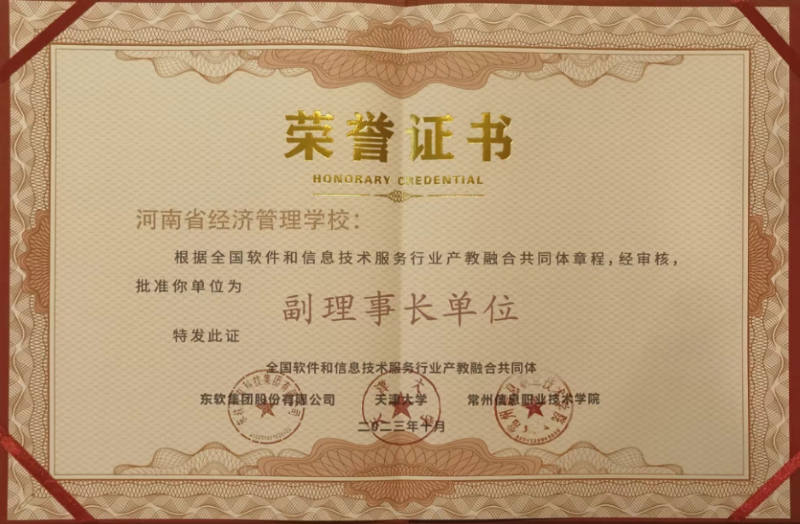 荣誉证书
HONORARY CREDENTIAL
河南省经济管理学校：
根据全国软件和信息技术服务行业产教融合共同体章程，经审核，
批准你单位为
副理事长单位
特发此证
全国软件和信息技术服务行业产教融合共同体
东软集团股份有限公司 天津大学 常州信息职业技术学院
二〇二三年十月